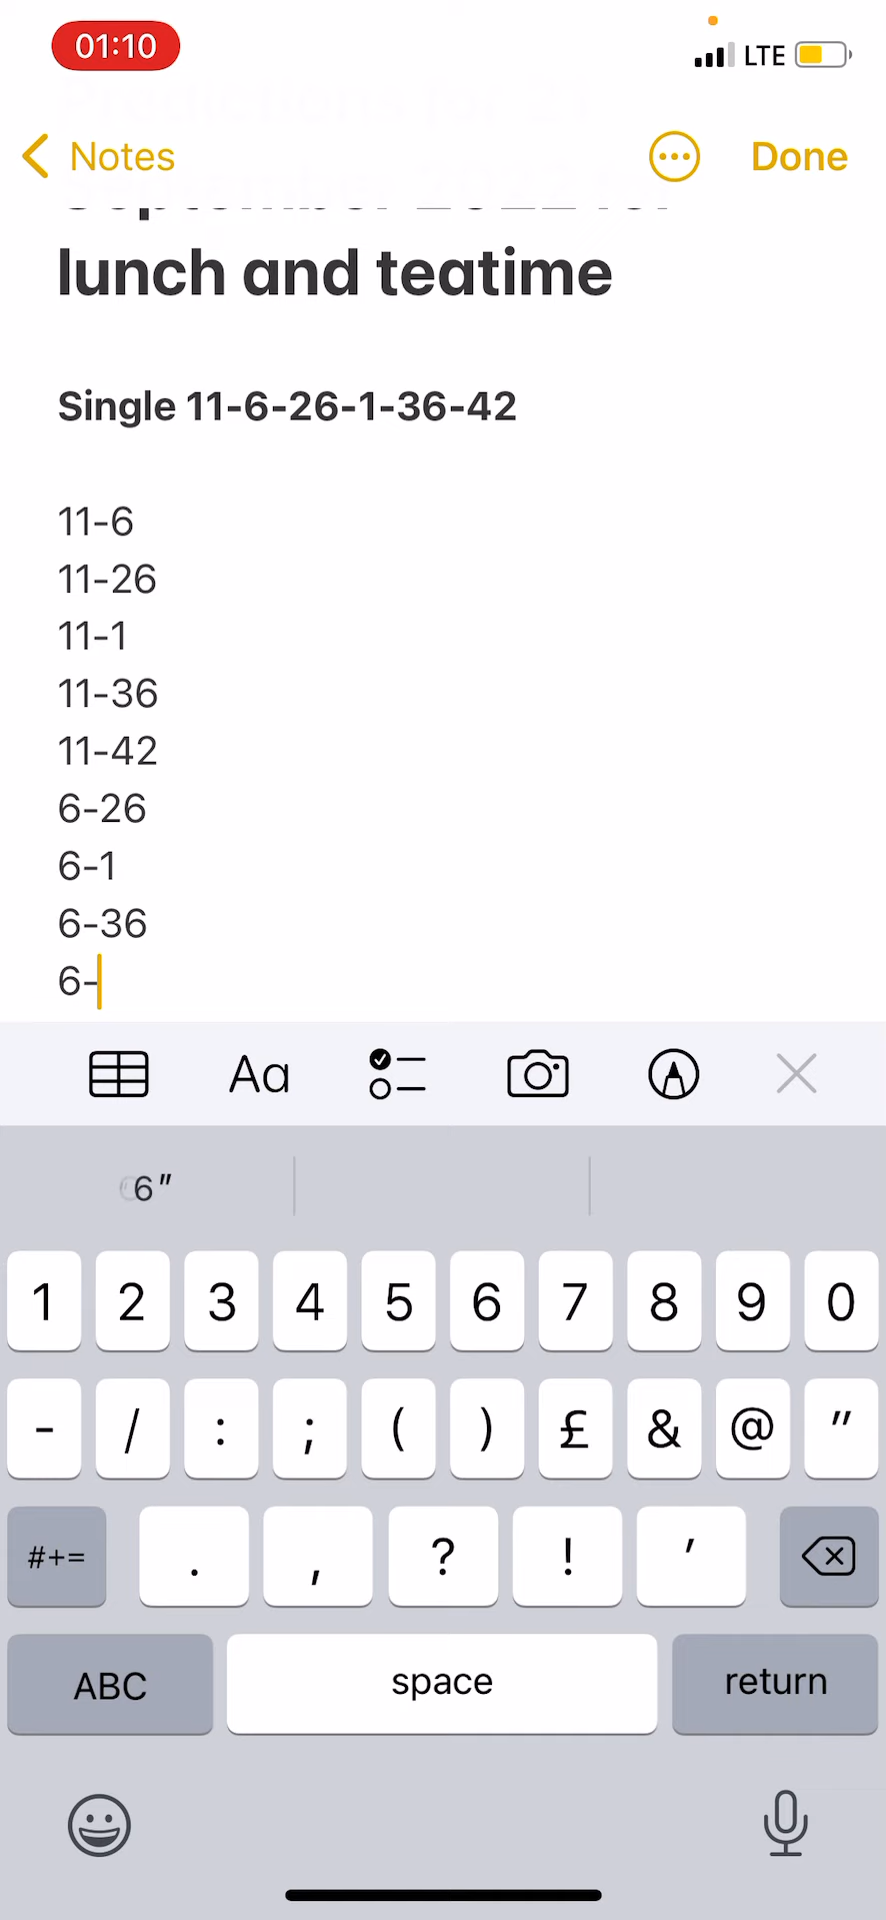 01:10
LTE
Notes
Done
lunch and teatime
Single 11-6-26-1-36-42
11-6
11-26
11-1
11-36
11-42
6-26
6-1
6-36
6-
Aa
6"
1 2 3 4 5 6 7 8 9 0
- / : ; ( ) £ & @ "
#+= . , ? ! '
ABC space return